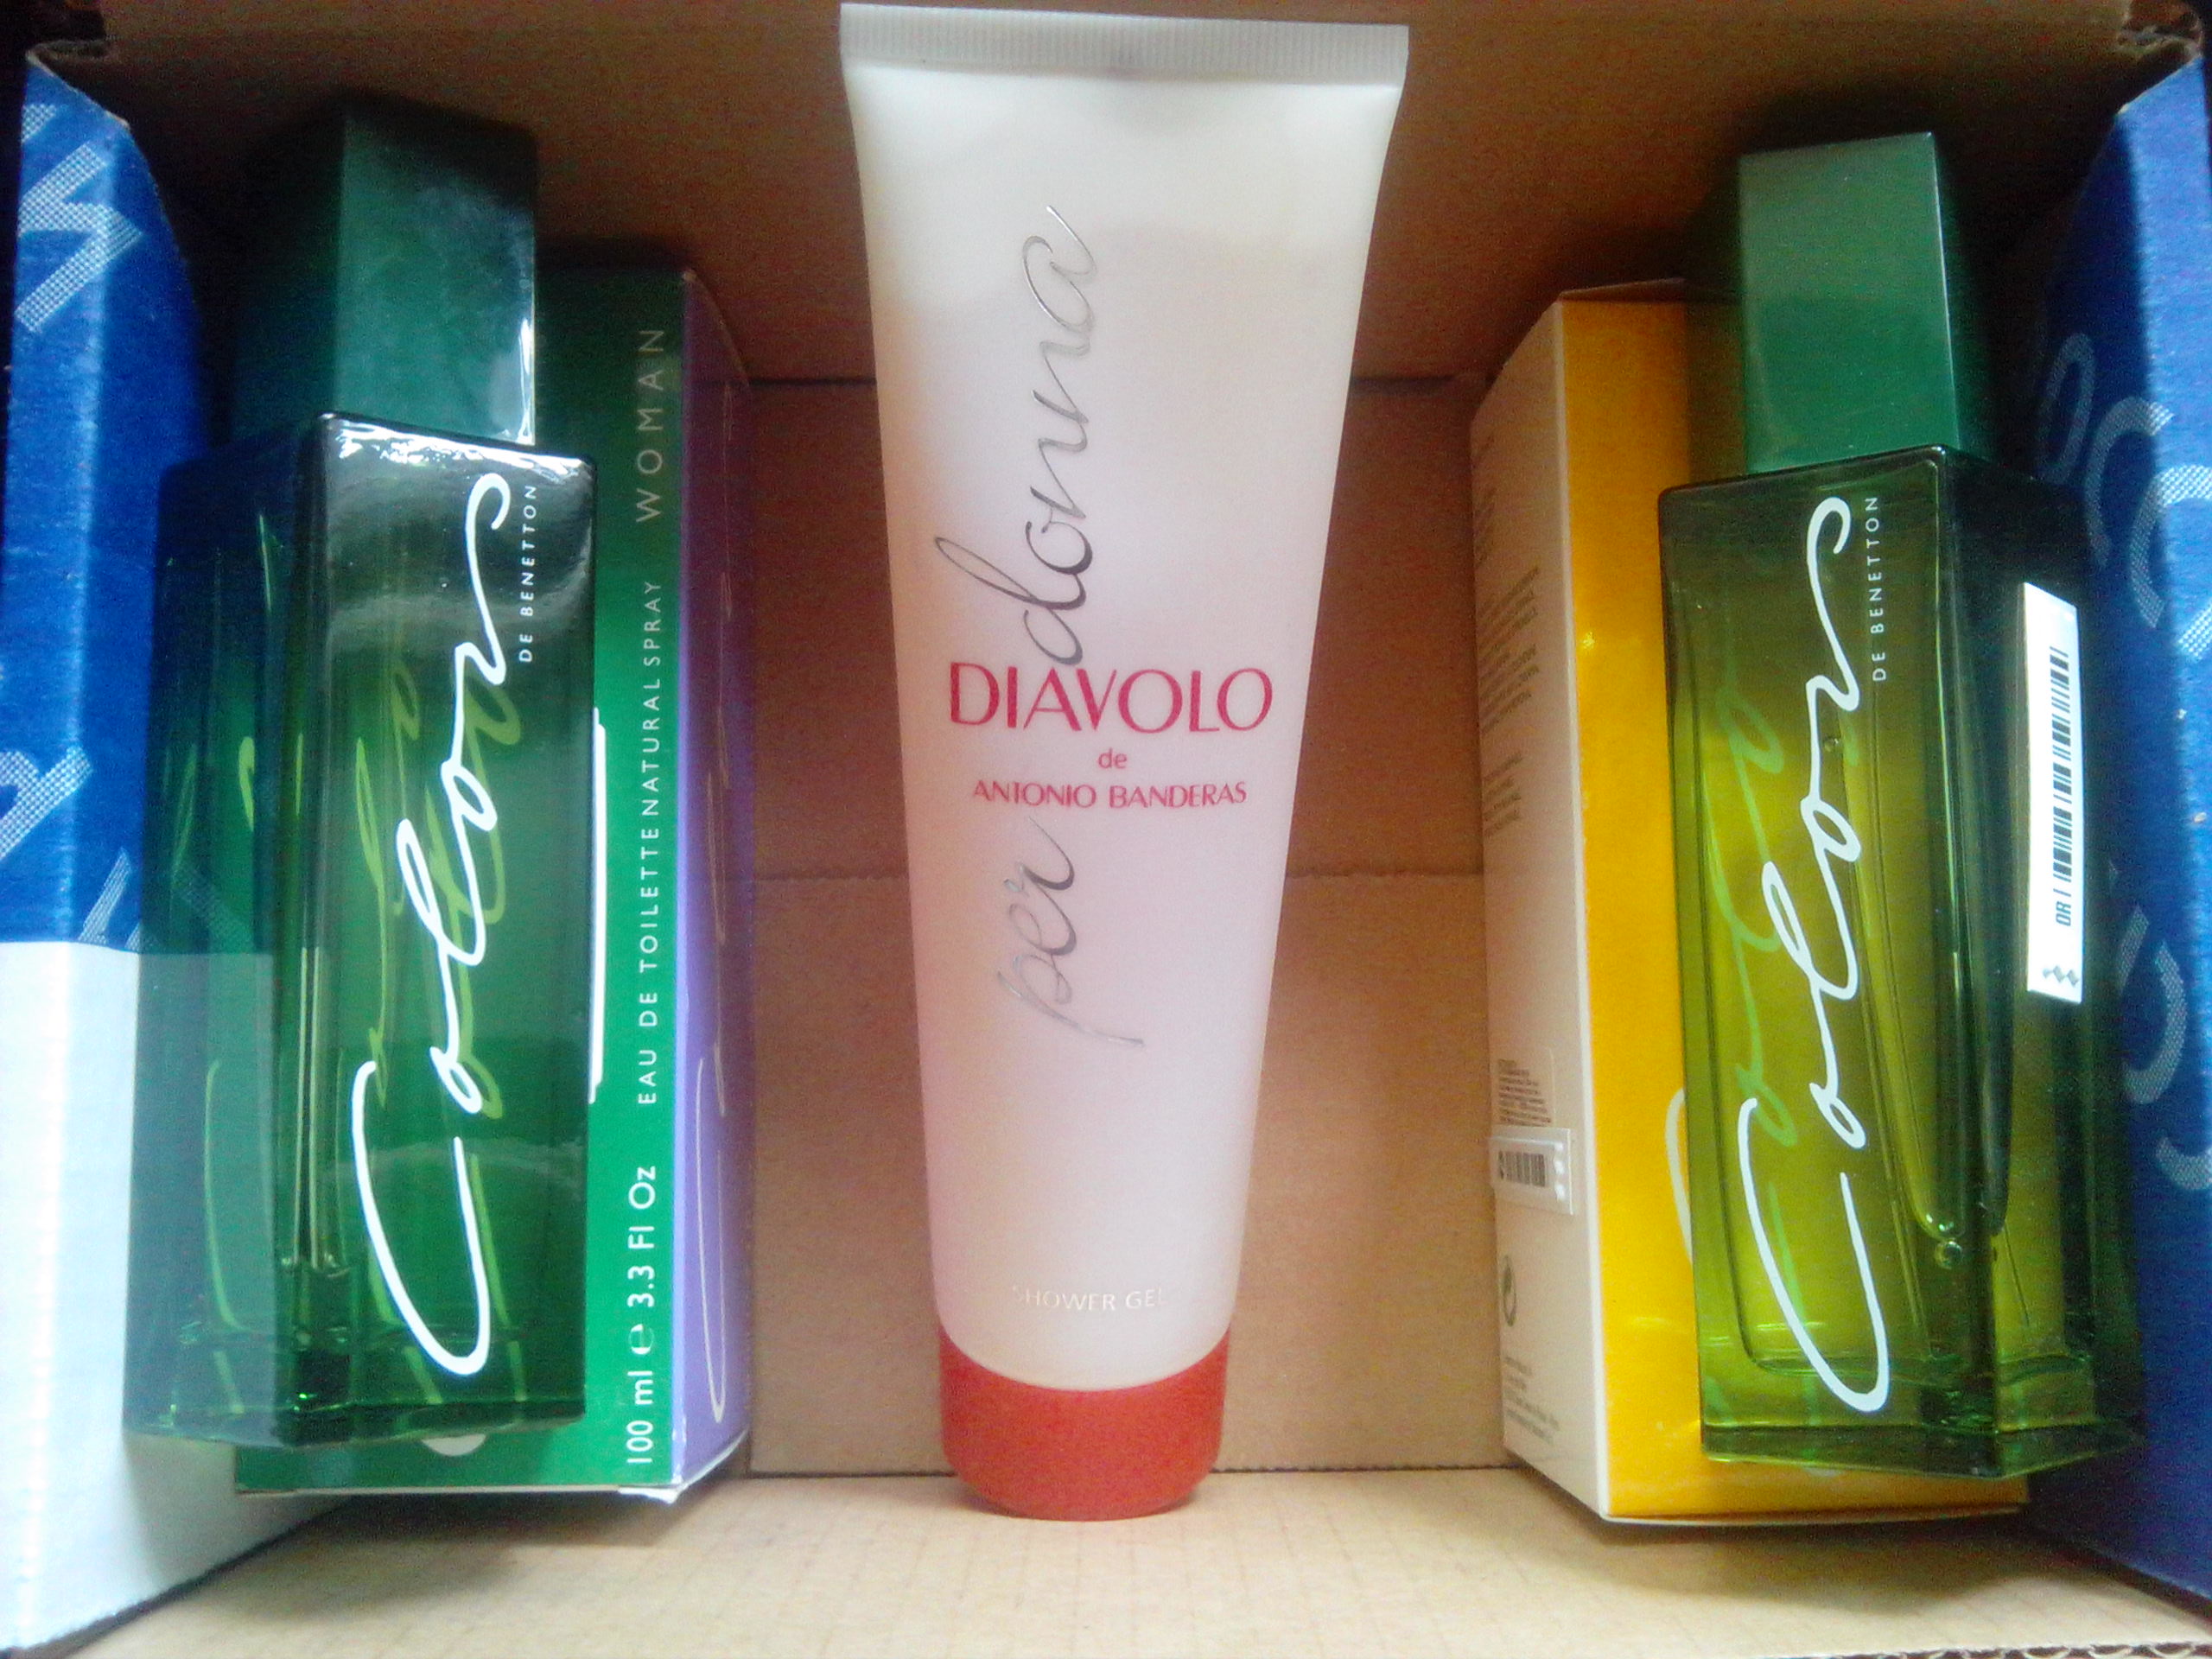 Colors
DE BENETTON
100 ml e 3.3 Fl Oz EAU DE TOILETTE NATURAL SPRAY WOMAN
per donna
DIAVOLO
de
ANTONIO BANDERAS
SHOWER GEL
Colors
DE BENETTON
OR I